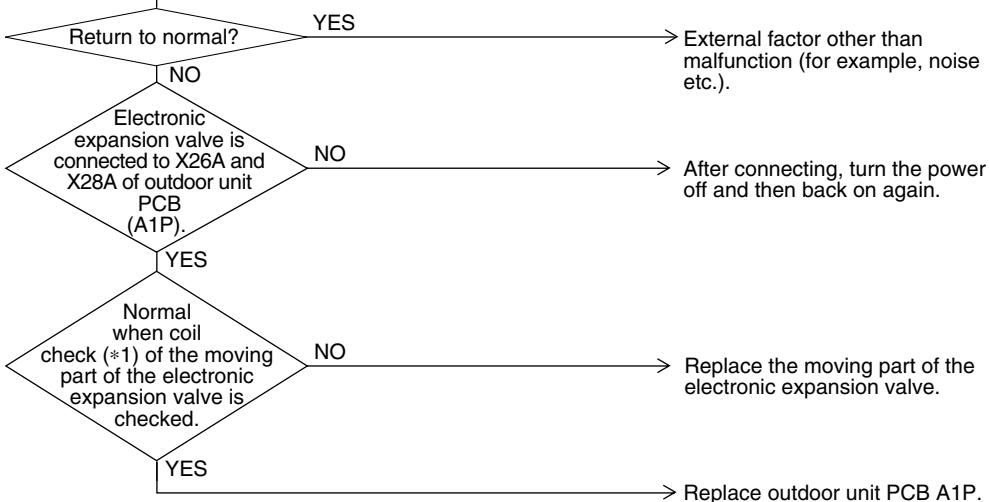 Return to normal?
YES
External factor other than
malfunction (for example, noise
etc.).
NO
Electronic
expansion valve is
connected to X26A and
X28A of outdoor unit
PCB
(A1P).
NO
After connecting, turn the power
off and then back on again.
YES
Normal
when coil
check (*1) of the moving
part of the electronic
expansion valve is
checked.
NO
Replace the moving part of the
electronic expansion valve.
YES
Replace outdoor unit PCB A1P.